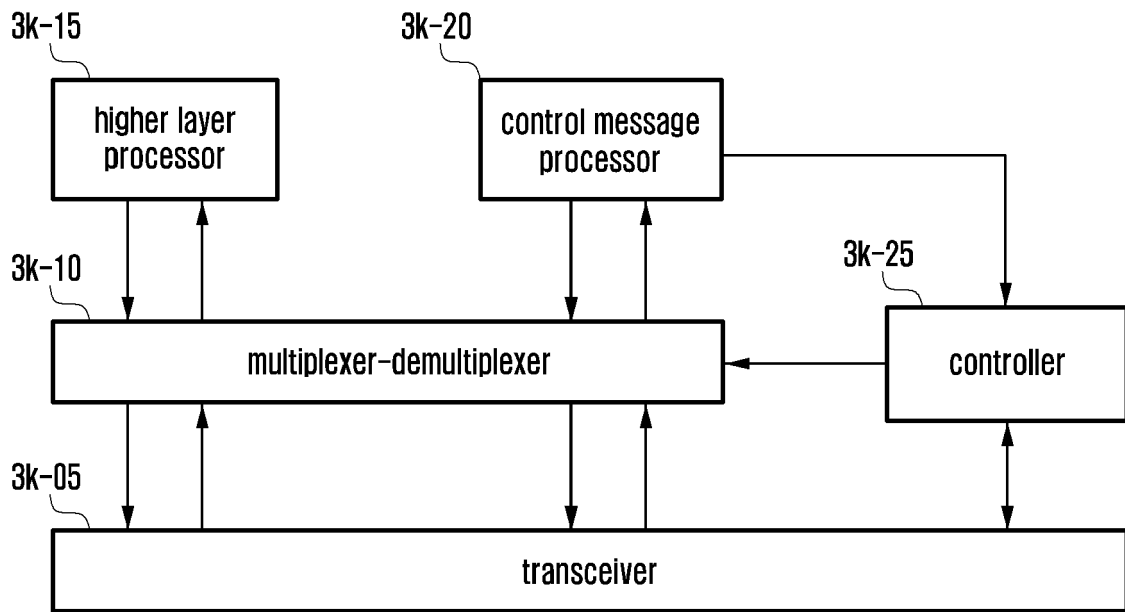 3k-15
3k-20
higher layer
processor
control message
processor
3k-10
3k-25
multiplexer-demultiplexer
controller
3k-05
transceiver